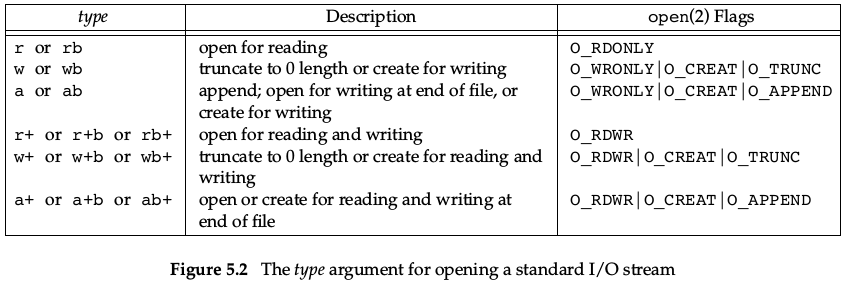 type Description open(2) Flags
r or rb open for reading O_RDONLY
w or wb truncate to 0 length or create for writing O_WRONLY|O_CREAT|O_TRUNC
a or ab append; open for writing at end of file, or O_WRONLY|O_CREAT|O_APPEND
create for writing
r+ or r+b or rb+ open for reading and writing O_RDWR
w+ or w+b or wb+ truncate to 0 length or create for reading and O_RDWR|O_CREAT|O_TRUNC
writing
a+ or a+b or ab+ open or create for reading and writing at O_RDWR|O_CREAT|O_APPEND
end of file
Figure 5.2 The type argument for opening a standard I/O stream